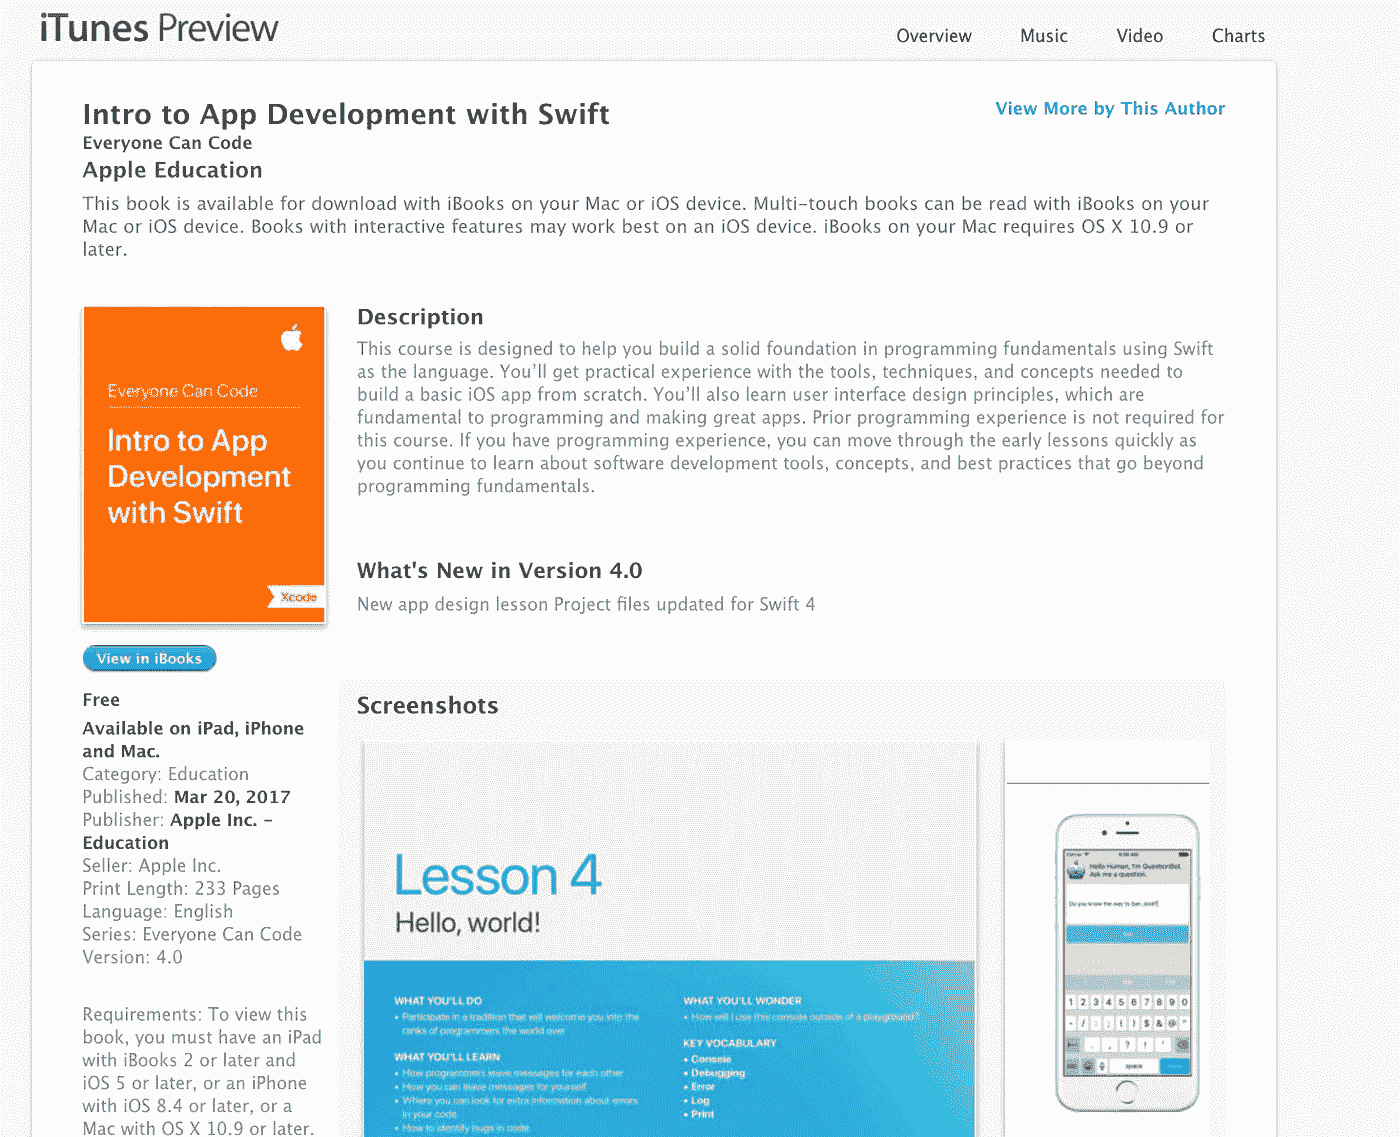 iTunes Preview
Overview Music Video Charts
Intro to App Development with Swift
View More by This Author
Everyone Can Code
Apple Education
This book is available for download with iBooks on your Mac or iOS device. Multi-touch books can be read with iBooks on your
Mac or iOS device. Books with interactive features may work best on an iOS device. iBooks on your Mac requires OS X 10.9 or
later.
Everyone Can Code
Intro to App
Development
with Swift
Xcode
View in iBooks
Free
Available on iPad, iPhone
and Mac.
Category: Education
Published: Mar 20, 2017
Publisher: Apple Inc. -
Education
Seller: Apple Inc.
Print Length: 233 Pages
Language: English
Series: Everyone Can Code
Version: 4.0
Requirements: To view this
book, you must have an iPad
with iBooks 2 or later and
iOS 5 or later, or an iPhone
with iOS 8.4 or later, or a
Mac with OS X 10.9 or later.
Description
This course is designed to help you build a solid foundation in programming fundamentals using Swift
as the language. You’ll get practical experience with the tools, techniques, and concepts needed to
build a basic iOS app from scratch. You’ll also learn user interface design principles, which are
fundamental to programming and making great apps. Prior programming experience is not required for
this course. If you have programming experience, you can move through the early lessons quickly as
you continue to learn about software development tools, concepts, and best practices that go beyond
programming fundamentals.
What's New in Version 4.0
New app design lesson Project files updated for Swift 4
Screenshots
Lesson 4
Hello, world!
WHAT YOU'LL DO
• Participate in a tradition that will welcome you into the
ranks of programmers the world over
WHAT YOU'LL LEARN
• How programmers leave messages for each other
• How you can leave messages for yourself
• Where you can look for extra information about errors
in your code
• How to identify bugs in code
WHAT YOU'LL WONDER
• How will I use this console outside of a playground?
KEY VOCABULARY
• Console
• Debugging
• Error
• Log
• Print
Hello Human, I'm QuestionBot.
Ask me a question.
Do you know the way to San José?
1 2 3 4 5 6 7 8 9 0
- / : ; ( ) $ & @ "
. , ? ! '
space